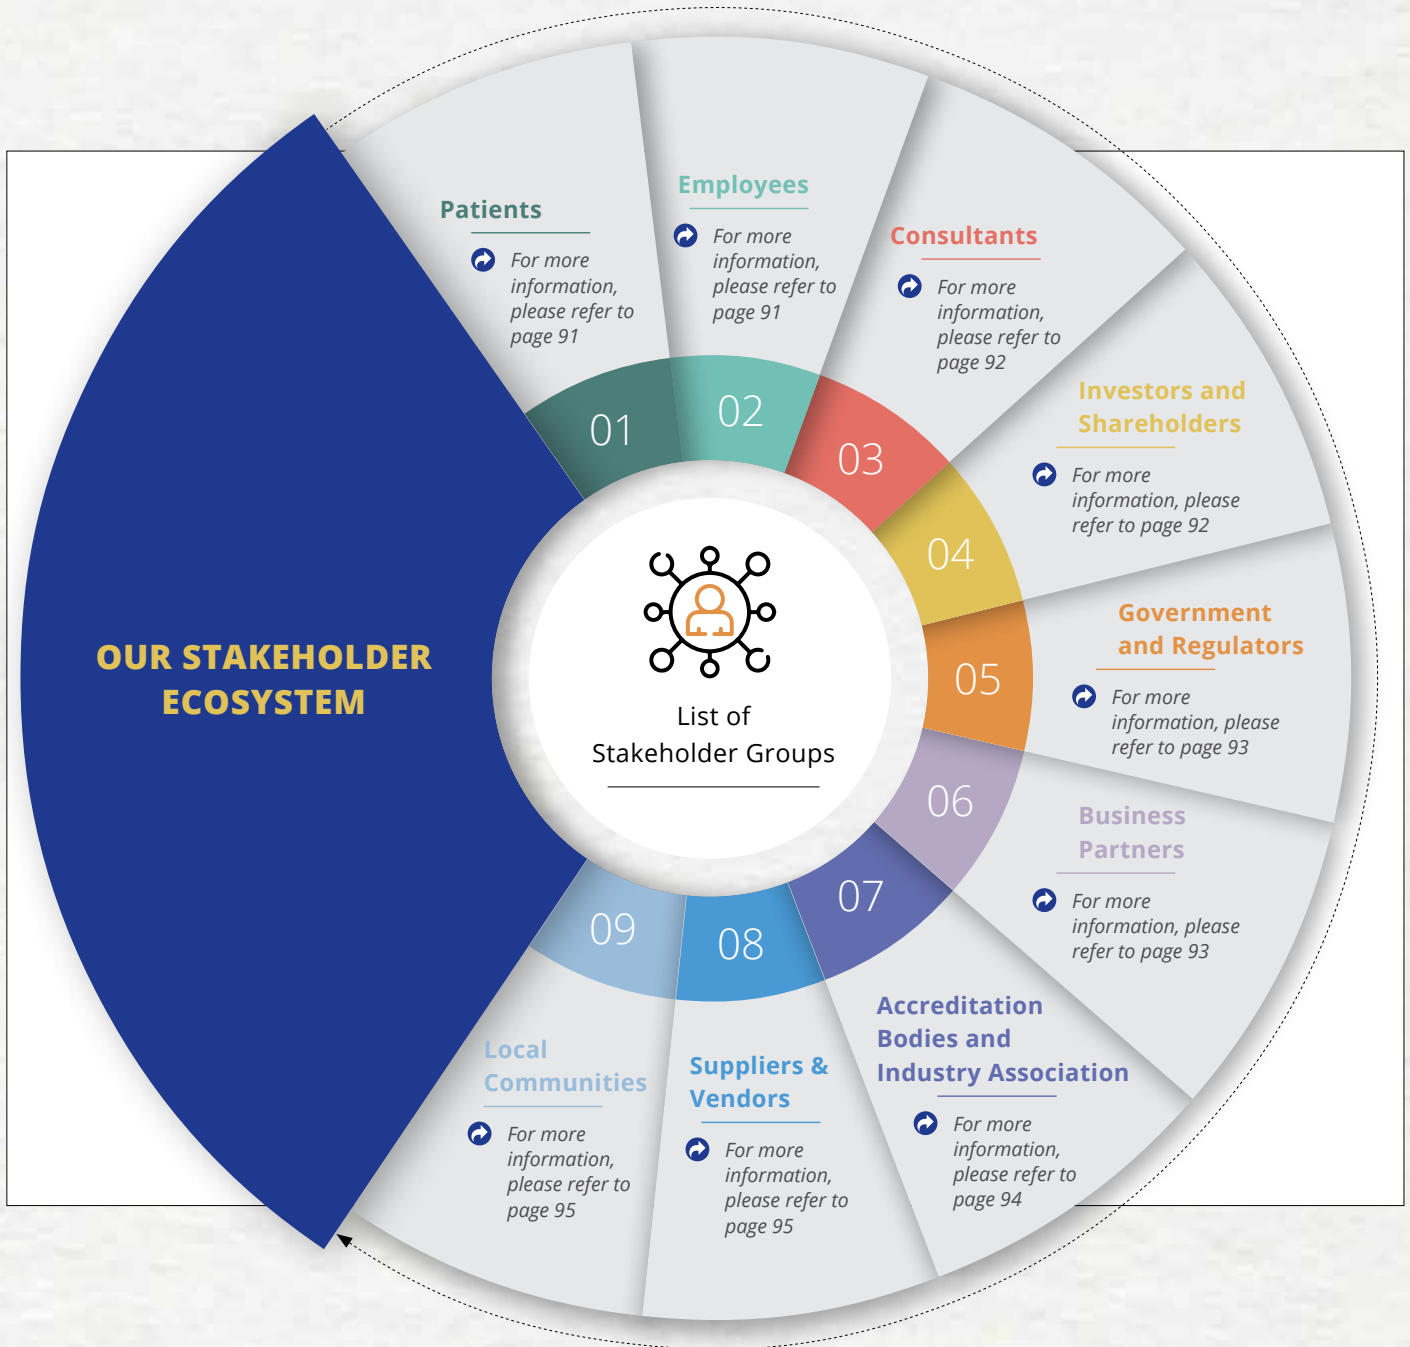 OUR STAKEHOLDER
ECOSYSTEM
List of
Stakeholder Groups
01
Patients
For more
information,
please refer to
page 91
02
Employees
For more
information,
please refer to
page 91
03
Consultants
For more
information,
please refer to
page 92
04
Investors and
Shareholders
For more
information, please
refer to page 92
05
Government
and Regulators
For more
information, please
refer to page 93
06
Business
Partners
For more
information, please
refer to page 93
07
Accreditation
Bodies and
Industry Association
For more
information,
please refer to
page 94
08
Suppliers &
Vendors
For more
information,
please refer to
page 95
09
Local
Communities
For more
information,
please refer to
page 95